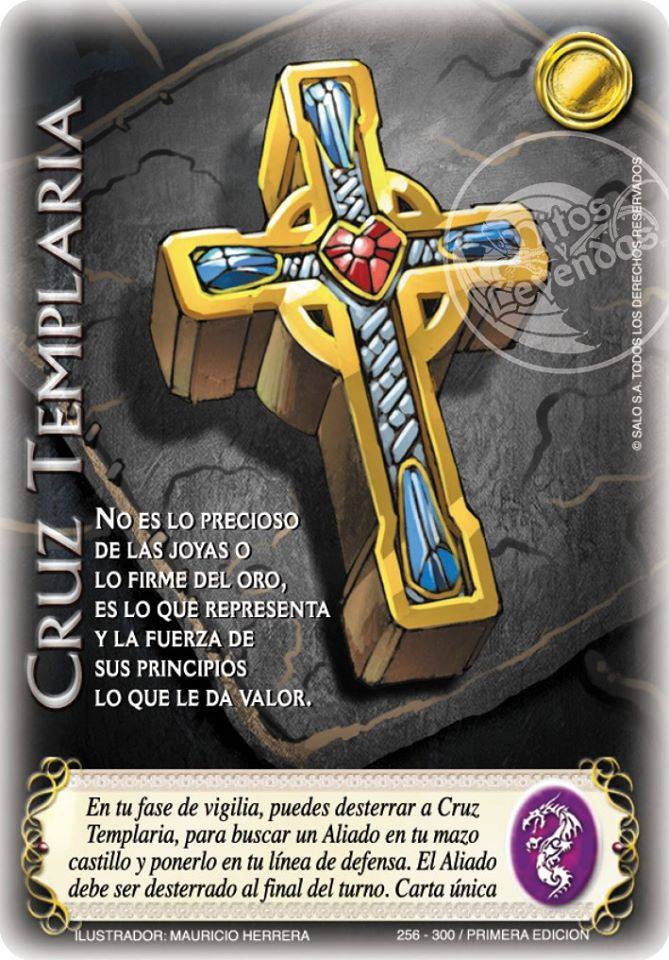 CRUZ TEMPLARIA
Mitos
y
Leyendas
© SALO S.A. TODOS LOS DERECHOS RESERVADOS
NO ES LO PRECIOSO
DE LAS JOYAS O
LO FIRME DEL ORO,
ES LO QUE REPRESENTA
Y LA FUERZA DE
SUS PRINCIPIOS
LO QUE LE DA VALOR.
En tu fase de vigilia, puedes desterrar a Cruz
Templaria, para buscar un Aliado en tu mazo
castillo y ponerlo en tu línea de defensa. El Aliado
debe ser desterrado al final del turno. Carta única
ILUSTRADOR: MAURICIO HERRERA
256 - 300 / PRIMERA EDICION